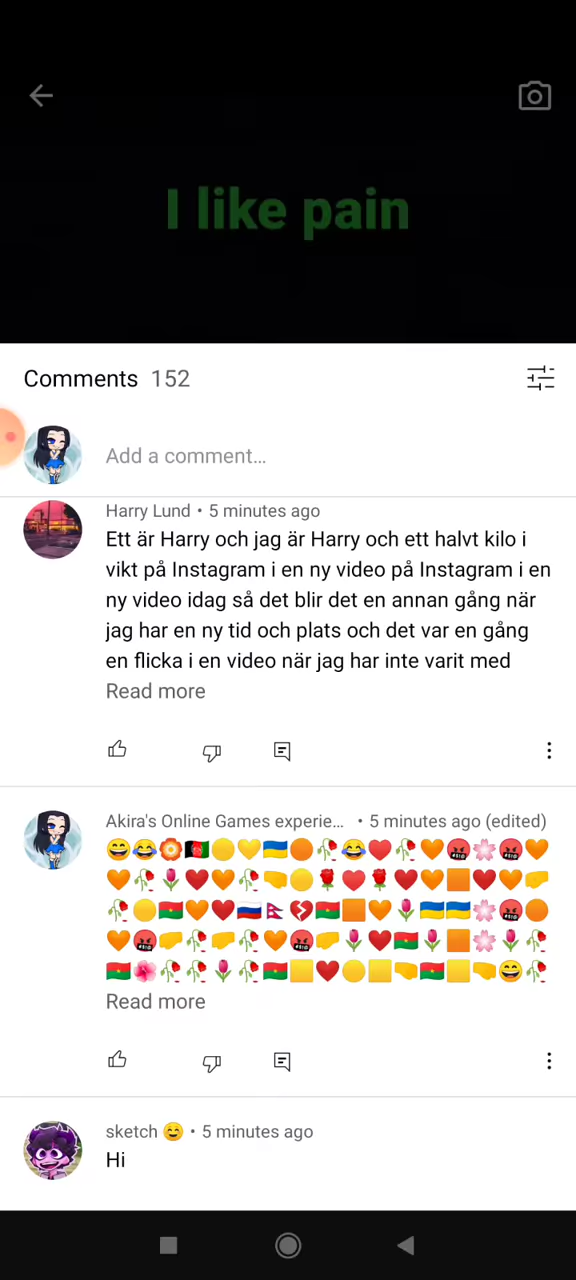 I like pain
Comments 152
Add a comment...
Harry Lund • 5 minutes ago
Ett är Harry och jag är Harry och ett halvt kilo i
vikt på Instagram i en ny video på Instagram i en
ny video idag så det blir det en annan gång när
jag har en ny tid och plats och det var en gång
en flicka i en video när jag har inte varit med
Read more
Akira's Online Games experie... • 5 minutes ago (edited)
😄😂🏵️🇦🇫🟡💛🇺🇦🟠🥀😂❤️🥀🧡🤬🌸🤬🧡
🧡🥀🌷❤️🧡🥀🤜🟡🌹❤️🌹❤️🧡🟧❤️🧡🤛
🥀🟡🇧🇫🧡❤️🇷🇺🇳🇵💔🇧🇫🟧🧡🌷🇺🇦🇺🇦🌸🤬🟠
🧡🤬🤛🥀🤛🥀🧡🤬🤛🌷❤️🇧🇫🌷🟧🌸🌷🥀
🇧🇫🌺🥀🥀🌷🥀🇧🇫🟨❤️🟡🟨🤜🇧🇫🟨🤜😄🥀
Read more
sketch 😊 • 5 minutes ago
Hi